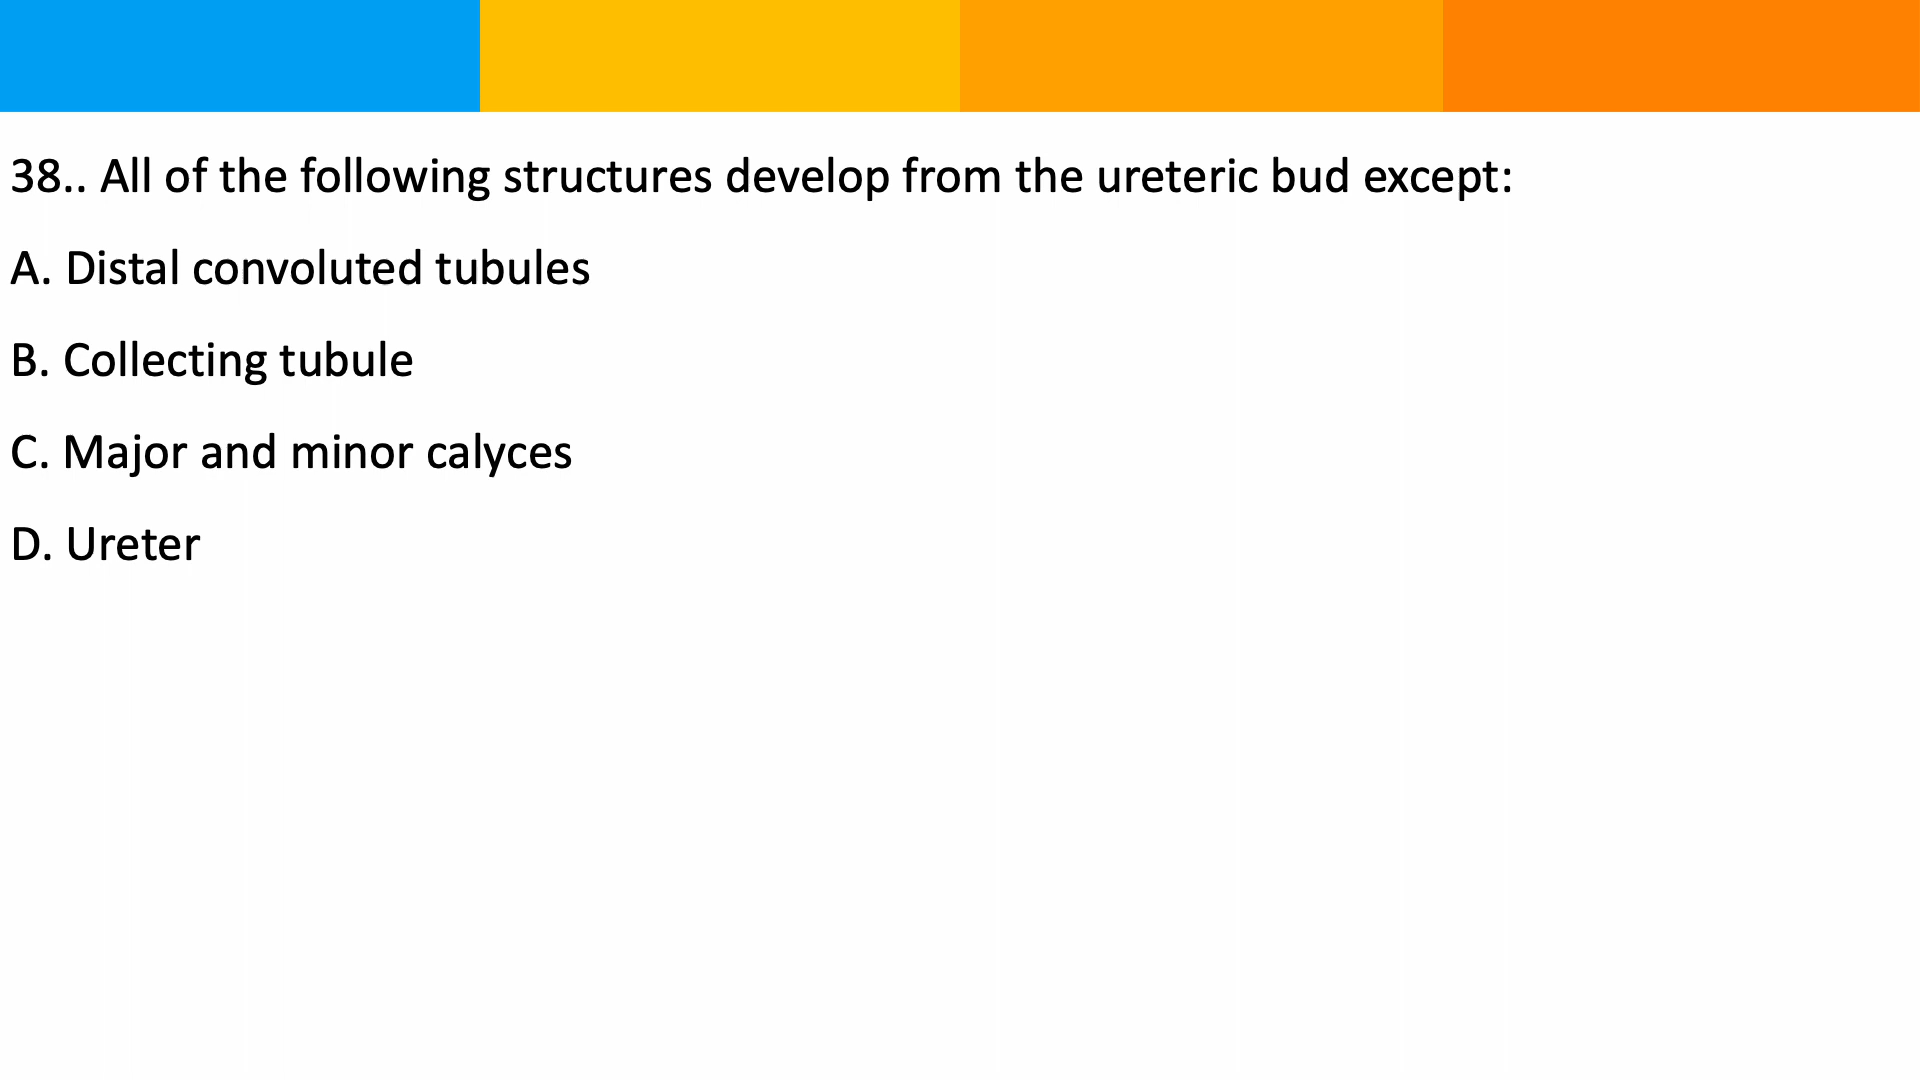 38.. All of the following structures develop from the ureteric bud except:
A. Distal convoluted tubules
B. Collecting tubule
C. Major and minor calyces
D. Ureter